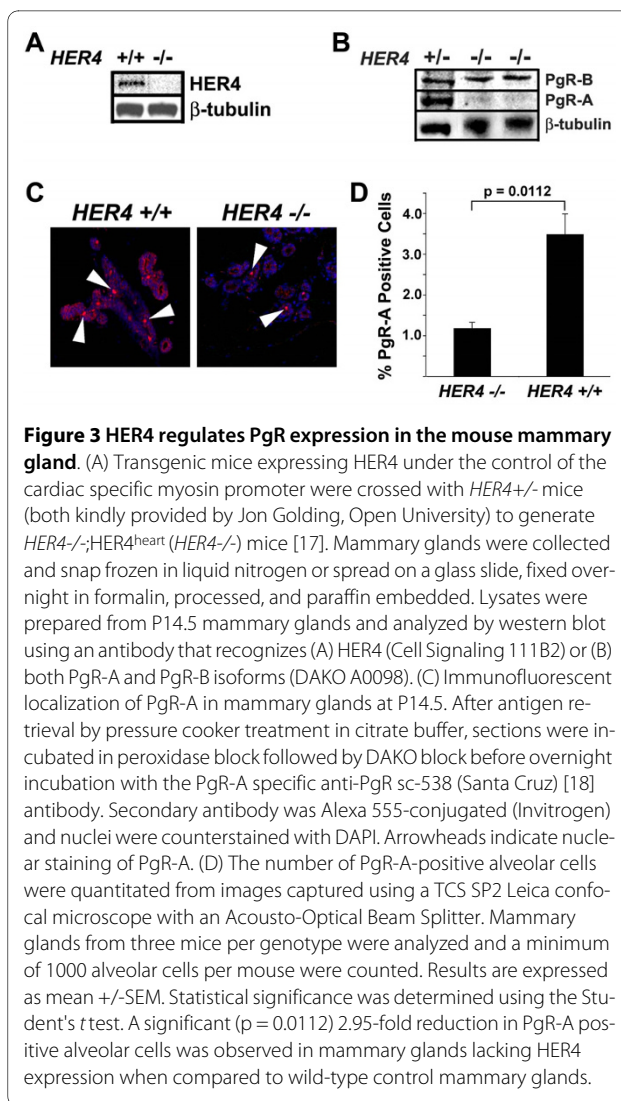 A
HER4 +/+ -/-
HER4
β-tubulin
B
HER4 +/- -/- -/-
PgR-B
PgR-A
β-tubulin
C
HER4 +/+ HER4 -/-
D
p = 0.0112
% PgR-A Positive Cells
4.0
3.0
2.0
1.0
HER4 -/- HER4 +/+
Figure 3 HER4 regulates PgR expression in the mouse mammary
gland. (A) Transgenic mice expressing HER4 under the control of the
cardiac specific myosin promoter were crossed with HER4+/- mice
(both kindly provided by Jon Golding, Open University) to generate
HER4-/-;HER4heart (HER4-/-) mice [17]. Mammary glands were collected
and snap frozen in liquid nitrogen or spread on a glass slide, fixed over-
night in formalin, processed, and paraffin embedded. Lysates were
prepared from P14.5 mammary glands and analyzed by western blot
using an antibody that recognizes (A) HER4 (Cell Signaling 111B2) or (B)
both PgR-A and PgR-B isoforms (DAKO A0098). (C) Immunofluorescent
localization of PgR-A in mammary glands at P14.5. After antigen re-
trieval by pressure cooker treatment in citrate buffer, sections were in-
cubated in peroxidase block followed by DAKO block before overnight
incubation with the PgR-A specific anti-PgR sc-538 (Santa Cruz) [18]
antibody. Secondary antibody was Alexa 555-conjugated (Invitrogen)
and nuclei were counterstained with DAPI. Arrowheads indicate nucle-
ar staining of PgR-A. (D) The number of PgR-A-positive alveolar cells
were quantitated from images captured using a TCS SP2 Leica confo-
cal microscope with an Acousto-Optical Beam Splitter. Mammary
glands from three mice per genotype were analyzed and a minimum
of 1000 alveolar cells per mouse were counted. Results are expressed
as mean +/-SEM. Statistical significance was determined using the Stu-
dent's t test. A significant (p = 0.0112) 2.95-fold reduction in PgR-A pos-
itive alveolar cells was observed in mammary glands lacking HER4
expression when compared to wild-type control mammary glands.